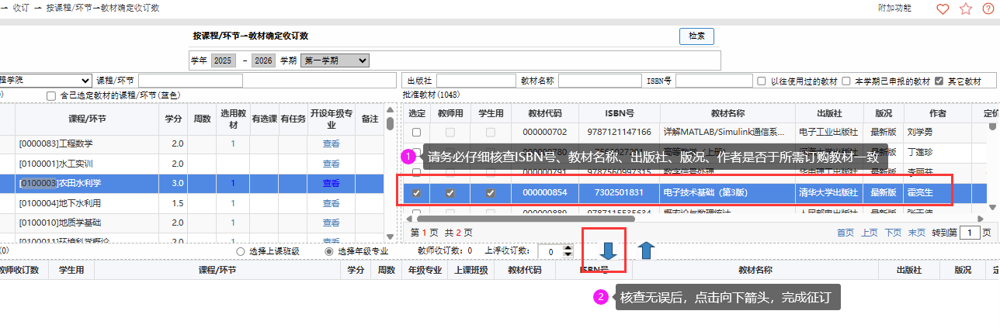 → 收订 → 按课程/环节→教材确定收订数 附加功能
按课程/环节→教材确定收订数 检索
学年 2025 - 2026 学期 第一学期
程学院 课程/环节 出版社 教材名称 ISBN号 以往使用过的教材 本学期已申报的教材 其它教材
含已选定教材的课程/环节(蓝色) 批准教材(1048)
课程/环节 学分 周数 选用教材 有选课 有任务 开设年级专业 备注 选定 教师用 学生用 教材代码 ISBN号 教材名称 出版社 版况 作者 定价
000000702 9787121147166 详解MATLAB/Simulink通信系... 电子工业出版社 最新版 刘学勇
[0000083]工程数学 2.0 1 查看
丁莲珍
1 请务必仔细核查ISBN号、教材名称、出版社、版况、作者是否于所需订购教材一致
[0100001]水工实训 2.0 1 查看
000000791 9787560997315 数字信号处理 华中理工出版社 最新版 李丽芬
[0100003]农田水利学 3.0 1 查看
000000854 7302501831 电子技术基础（第3版） 清华大学出版社 最新版 霍亮生
[0100004]地下水利用 1.5 1 查看
000000889 9787115535634 概率论与数理统计 人民邮电出版社 最新版
[0100010]地质学基础 2.0 1 查看
第 1 页 共 2 页 首页 上页 下页 末页 转到第 1 页
[0100011]环境科学概论 2.0 1 查看
(0) 选择上课班级 选择年级专业 教师收订数: 0 上浮收订数: 0
教师收订数 学生用 课程/环节 学分 周数 年级专业 上课班级 教材代码 ISBN号 教材名称 出版社 版况 定
2 核查无误后，点击向下箭头，完成征订